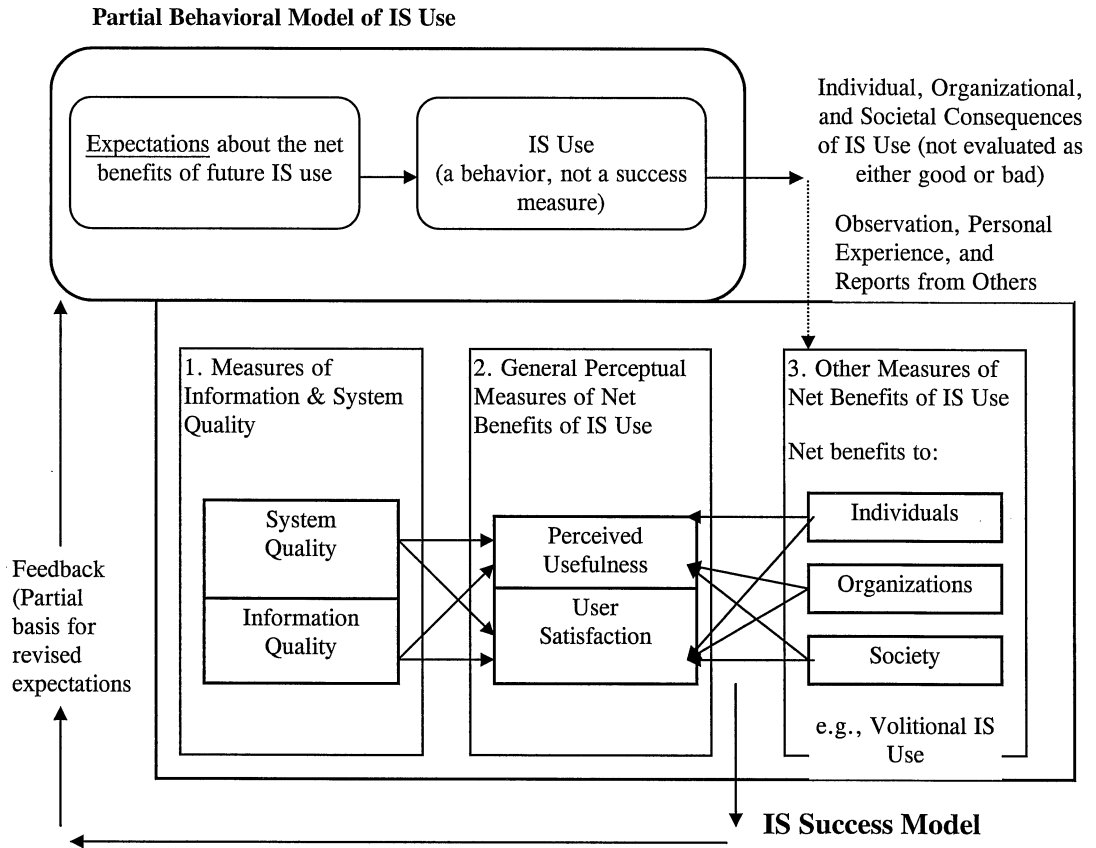 Partial Behavioral Model of IS Use
Expectations about the net
benefits of future IS use
IS Use
(a behavior, not a success
measure)
Individual, Organizational,
and Societal Consequences
of IS Use (not evaluated as
either good or bad)
Observation, Personal
Experience, and
Reports from Others
1. Measures of
Information & System
Quality
System
Quality
Information
Quality
2. General Perceptual
Measures of Net
Benefits of IS Use
Perceived
Usefulness
User
Satisfaction
3. Other Measures of
Net Benefits of IS Use
Net benefits to:
Individuals
Organizations
Society
e.g., Volitional IS
Use
Feedback
(Partial
basis for
revised
expectations
IS Success Model